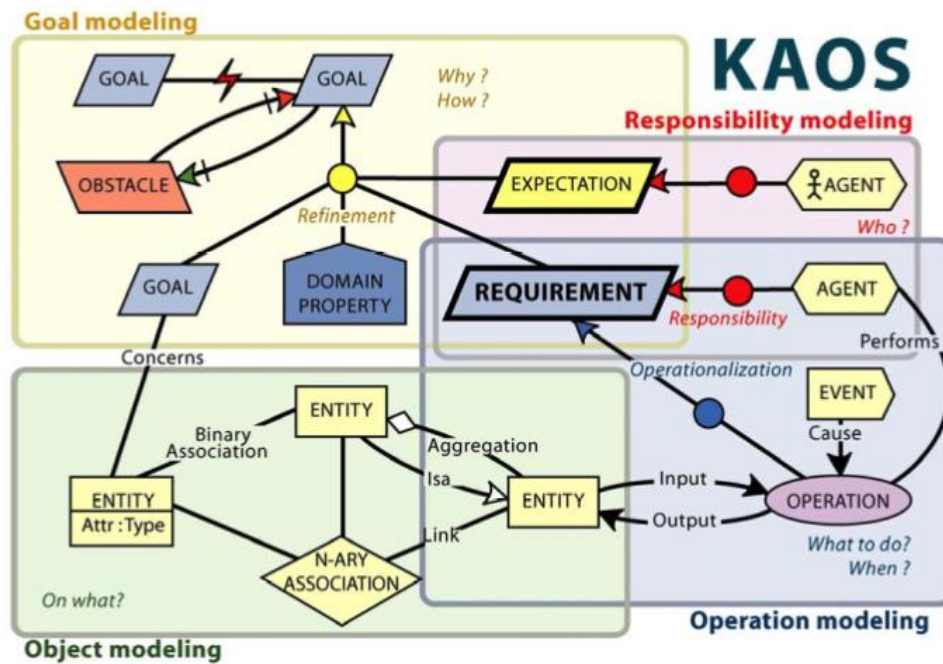 Goal modeling
KAOS
GOAL
GOAL
Why ?
How ?
Responsibility modeling
OBSTACLE
EXPECTATION
AGENT
Refinement
Who ?
GOAL
DOMAIN
PROPERTY
REQUIREMENT
AGENT
Responsibility
Performs
Concerns
Operationalization
EVENT
Cause
ENTITY
Binary
Association
Aggregation
Isa
ENTITY
Attr :Type
ENTITY
Input
OPERATION
Output
Link
N-ARY
ASSOCIATION
What to do?
When ?
On what?
Operation modeling
Object modeling